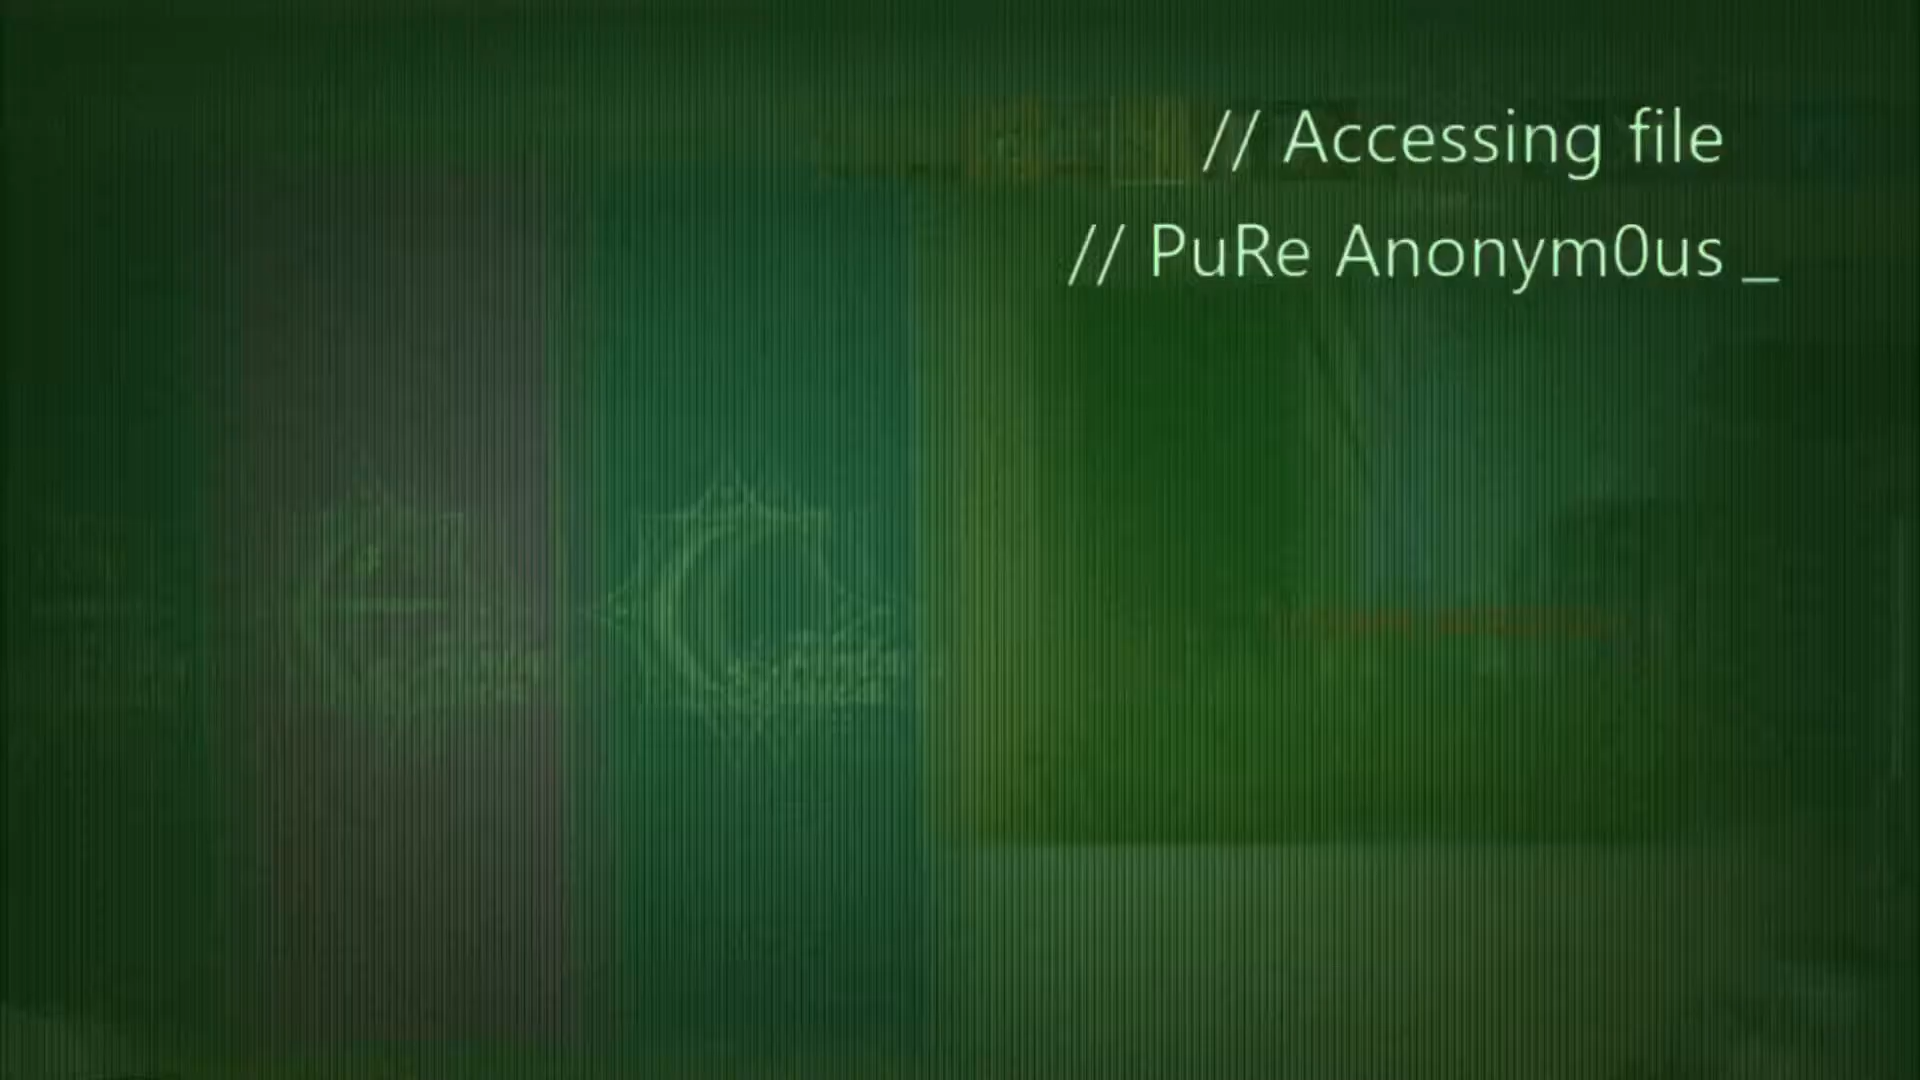 // Accessing file
// PuRe Anonym0us _